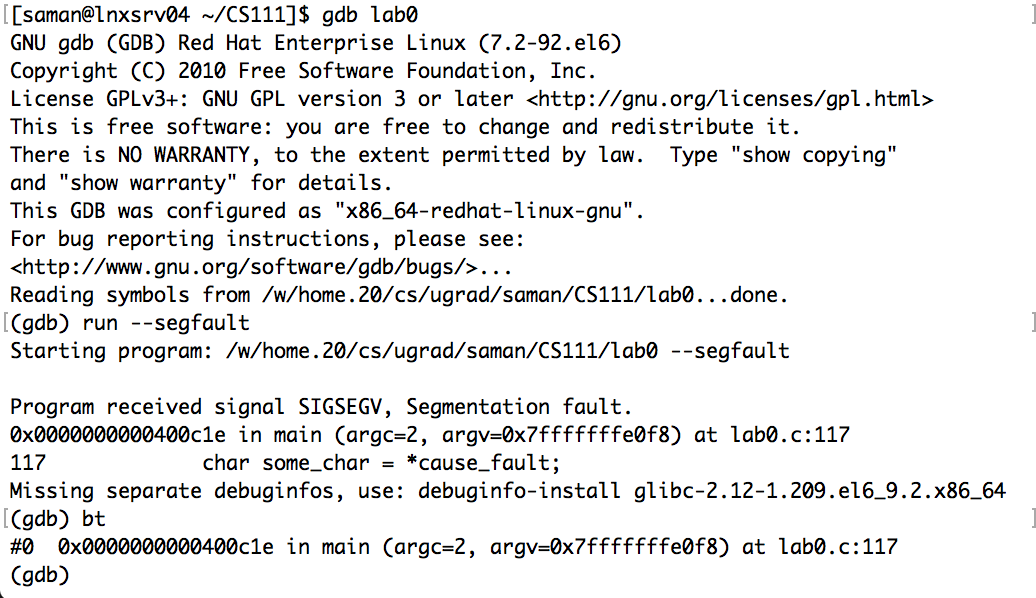 [saman@lnxsrv04 ~/CS111]$ gdb lab0
GNU gdb (GDB) Red Hat Enterprise Linux (7.2-92.el6)
Copyright (C) 2010 Free Software Foundation, Inc.
License GPLv3+: GNU GPL version 3 or later <http://gnu.org/licenses/gpl.html>
This is free software: you are free to change and redistribute it.
There is NO WARRANTY, to the extent permitted by law.  Type "show copying"
and "show warranty" for details.
This GDB was configured as "x86_64-redhat-linux-gnu".
For bug reporting instructions, please see:
<http://www.gnu.org/software/gdb/bugs/>...
Reading symbols from /w/home.20/cs/ugrad/saman/CS111/lab0...done.
(gdb) run --segfault
Starting program: /w/home.20/cs/ugrad/saman/CS111/lab0 --segfault

Program received signal SIGSEGV, Segmentation fault.
0x0000000000400c1e in main (argc=2, argv=0x7fffffffe0f8) at lab0.c:117
117             char some_char = *cause_fault;
Missing separate debuginfos, use: debuginfo-install glibc-2.12-1.209.el6_9.2.x86_64
(gdb) bt
#0  0x0000000000400c1e in main (argc=2, argv=0x7fffffffe0f8) at lab0.c:117
(gdb)